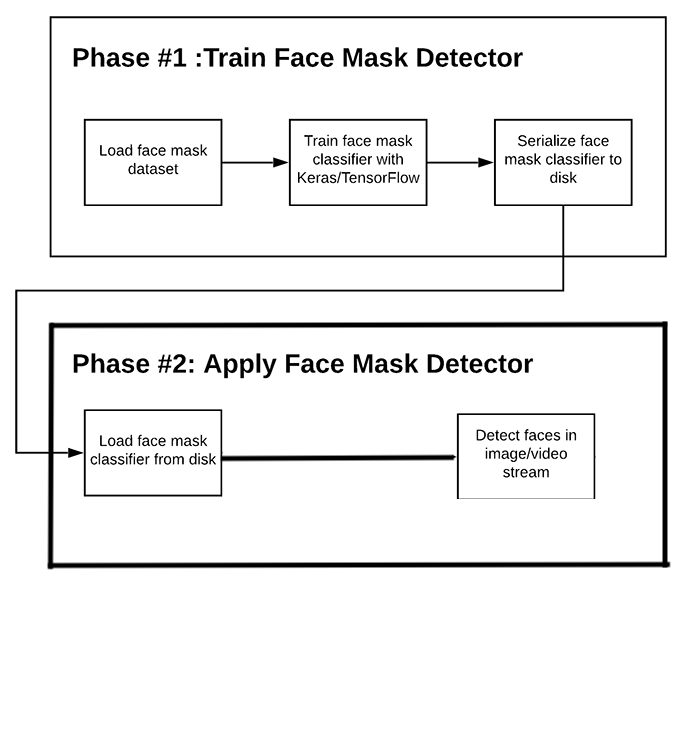 Phase #1 :Train Face Mask Detector
Load face mask
dataset
Train face mask
classifier with
Keras/TensorFlow
Serialize face
mask classifier to
disk
Phase #2: Apply Face Mask Detector
Load face mask
classifier from disk
Detect faces in
image/video
stream